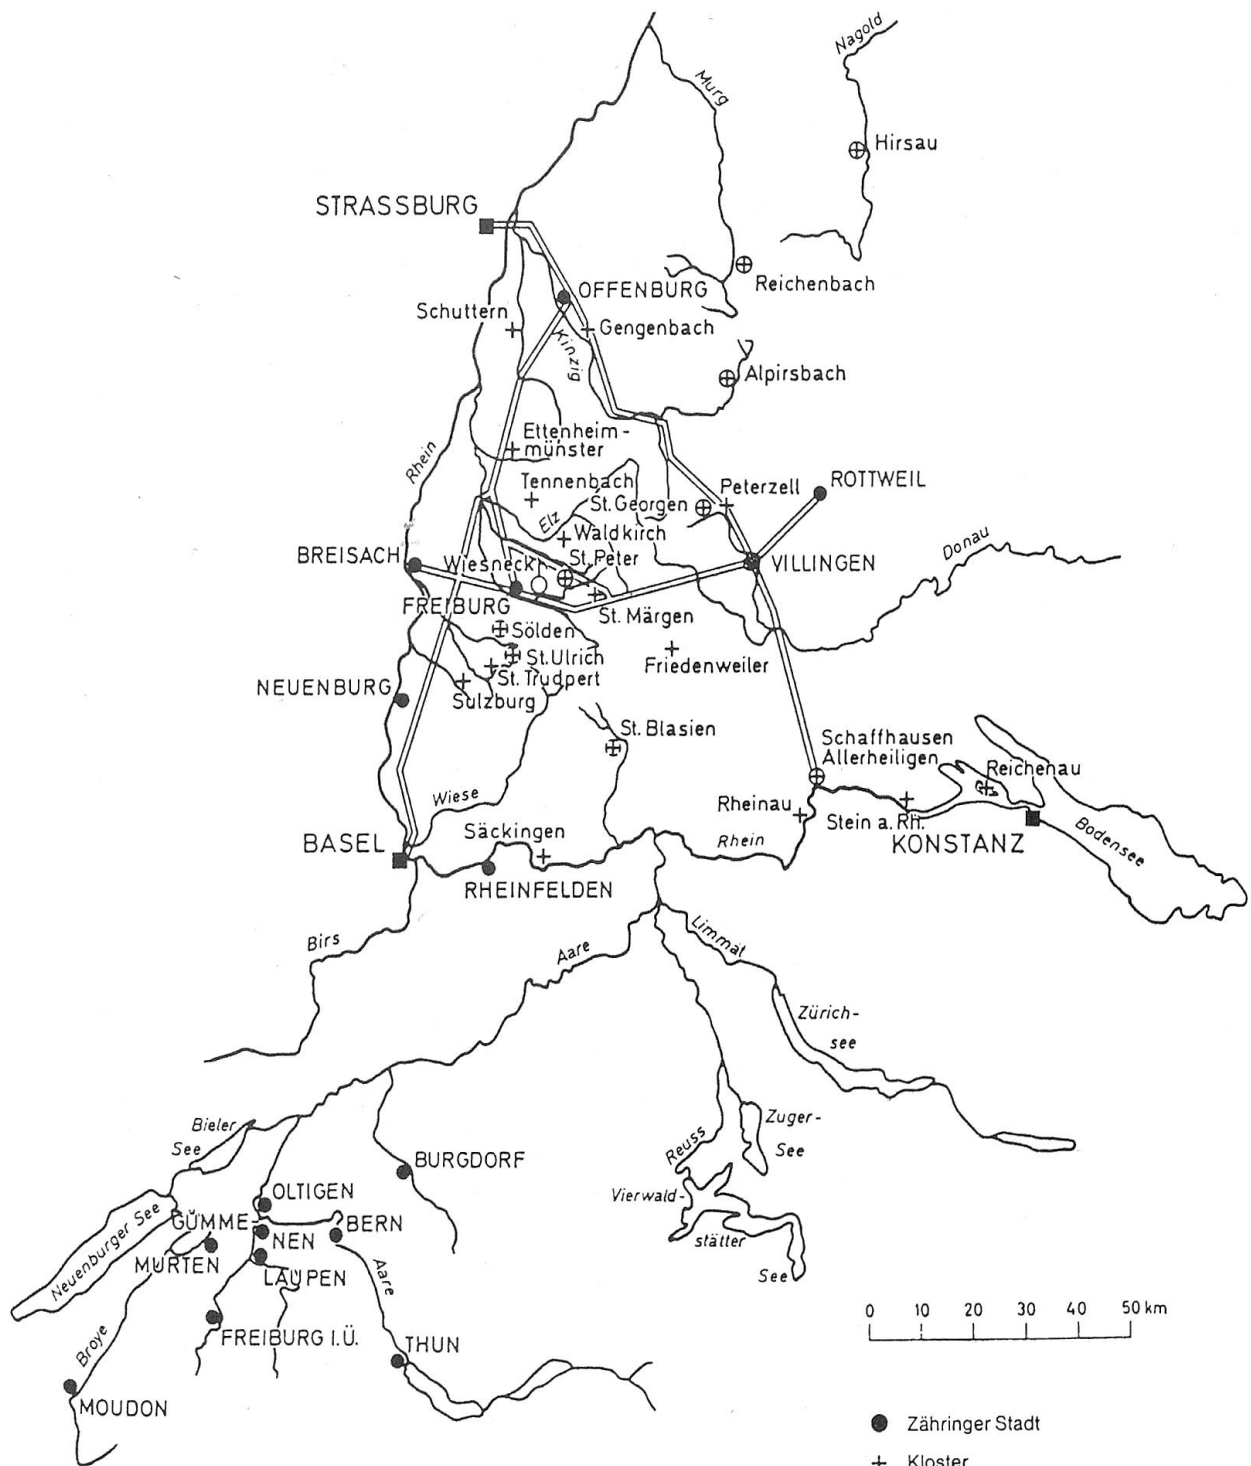 Nagold
Murg
Hirsau
STRASSBURG
Reichenbach
OFFENBURG
Schuttern
Gengenbach
Kinzig
Alpirsbach
Ettenheim-
münster
Rhein
Tennenbach
Peterzell
ROTTWEIL
St.Georgen
Elz
Waldkirch
Donau
BREISACH
Wiesneck
St.Peter
VILLINGEN
FREIBURG
St. Märgen
Sölden
St.Ulrich
Friedenweiler
St. Trudpert
NEUENBURG
Sulzburg
St. Blasien
Schaffhausen
Allerheiligen
Reichenau
Wiese
Rheinau
Stein a. Rh.
Säckingen
BASEL
Rhein
KONSTANZ
Bodensee
RHEINFELDEN
Birs
Aare
Limmat
Zürich-
see
Bieler
See
Zuger-
See
Reuss
BURGDORF
OLTIGEN
Vierwald-
stätter
See
Neuenburger See
GÜMME-
NEN
BERN
MURTEN
LAUPEN
Aare
FREIBURG I.Ü.
THUN
Broye
MOUDON
0 10 20 30 40 50 km
Zähringer Stadt
Kloster